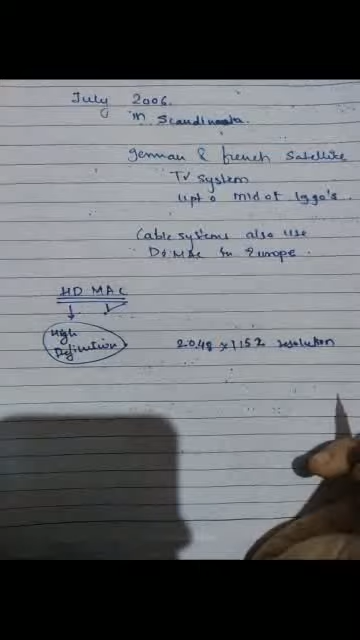 July 2006.
in Scandinavia.
german & french satellite
TV system
upto mid of 1990's.
Cable systems also use
D2 MAC in Europe.
HD MAC
High
Definition
2048 x 1152 resolution